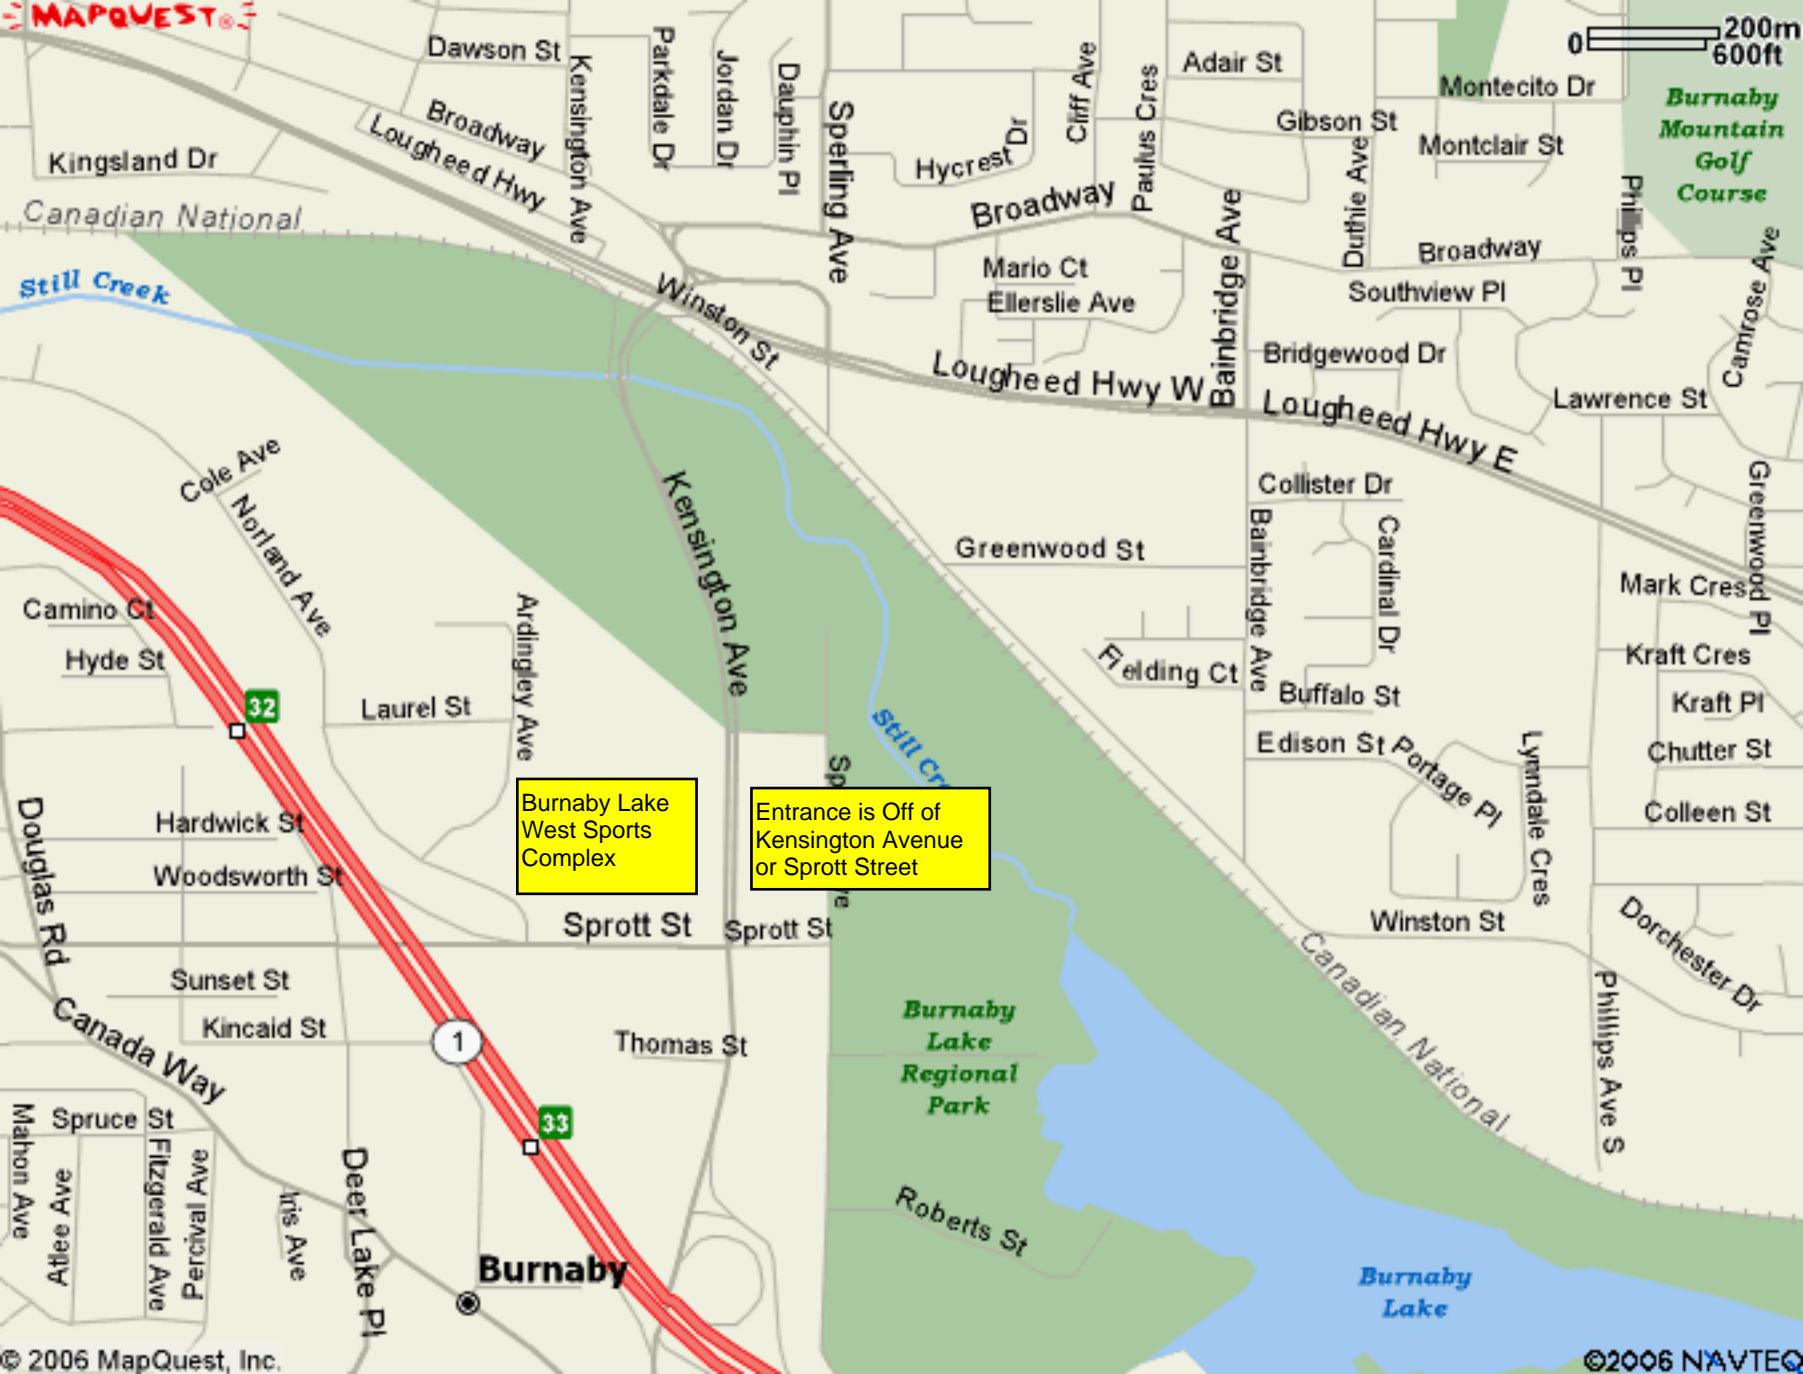 MAPQUEST®
Dawson St
Kensington Ave
Parkdale Dr
Jordan Dr
Dauphin Pl
Sperling Ave
Cliff Ave
Paulus Cres
Adair St
0
200m
600ft
Montecito Dr
Gibson St
Montclair St
Burnaby
Mountain
Golf
Course
Broadway
Lougheed Hwy
Kingsland Dr
Canadian National
Hycrest Dr
Broadway
Duthie Ave
Phillips Pl
Camrose Ave
Broadway
Mario Ct
Ellerslie Ave
Bainbridge Ave
Southview Pl
Still Creek
Winston St
Lougheed Hwy W
Bridgewood Dr
Lawrence St
Lougheed Hwy E
Cole Ave
Norland Ave
Kensington Ave
Collister Dr
Bainbridge Ave
Cardinal Dr
Greenwood St
Greenwood Pl
Mark Cres
Camino Ct
Hyde St
Ardingley Ave
Fielding Ct
Kraft Cres
Buffalo St
Kraft Pl
32
Laurel St
Still Cre
Edison St
Portage Pl
Lyndale Cres
Chutter St
Colleen St
Douglas Rd
Hardwick St
Woodsworth St
Burnaby Lake
West Sports
Complex
Sp
ve
Entrance is Off of
Kensington Avenue
or Sprott Street
Sprott St
Sprott St
Winston St
Dorchester Dr
Sunset St
Canada Way
Kincaid St
1
Thomas St
Burnaby
Lake
Regional
Park
Canadian National
Phillips Ave S
Mahon Ave
Spruce St
Atlee Ave
Fitzgerald Ave
Percival Ave
Iris Ave
Deer Lake Pl
33
Roberts St
Burnaby
Burnaby
Lake
© 2006 MapQuest, Inc.
©2006 NAVTEQ